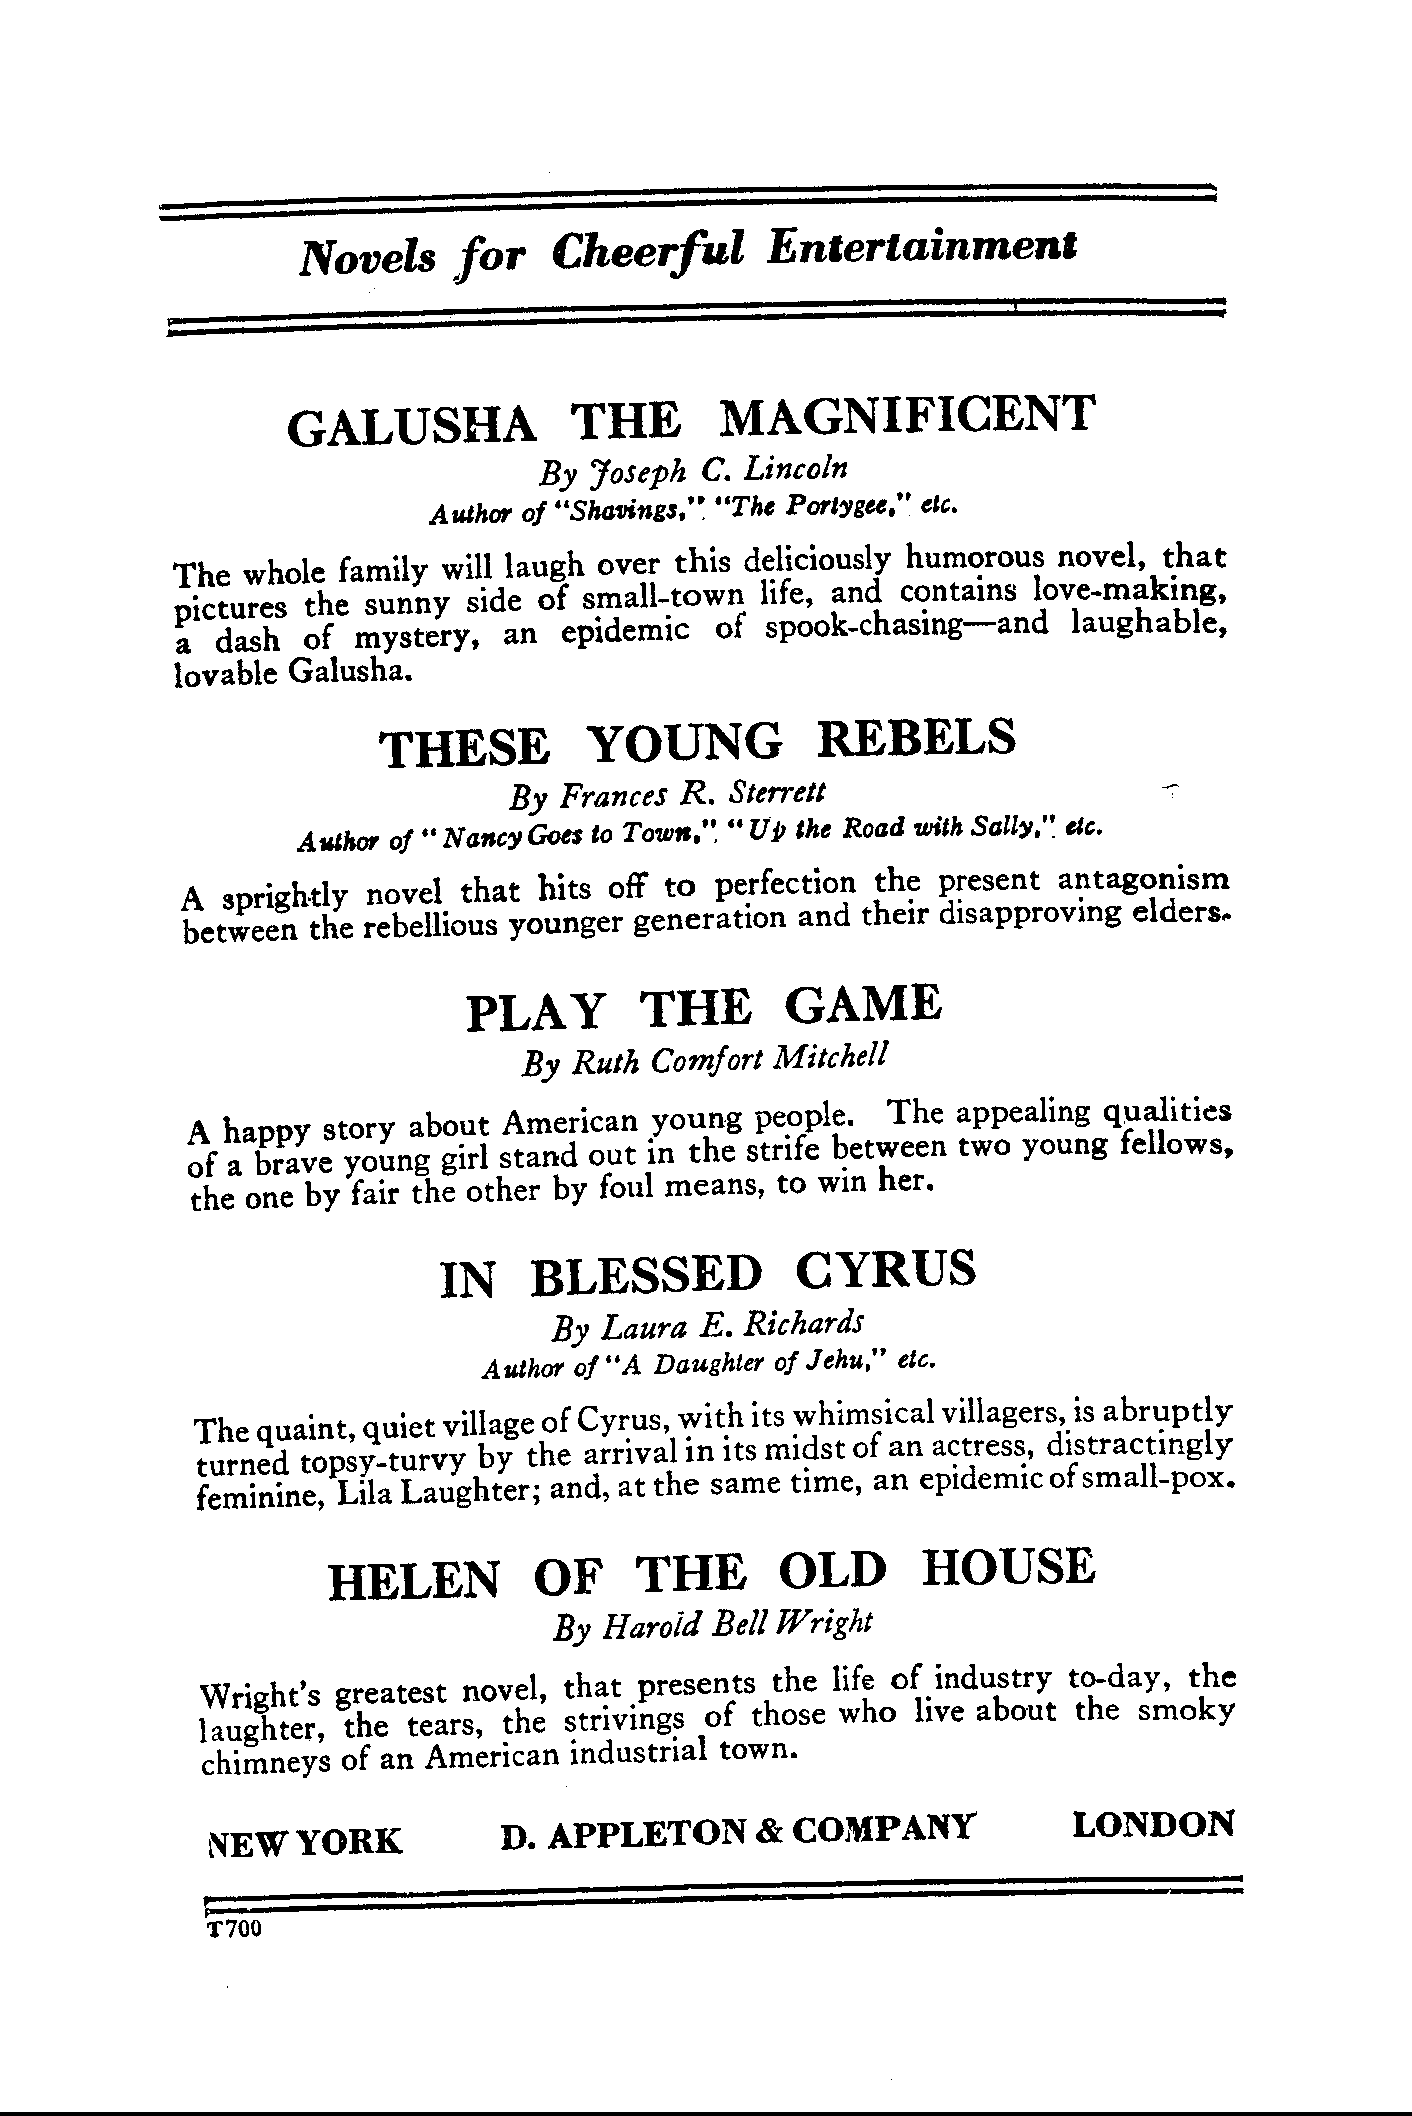 Novels for Cheerful Entertainment
GALUSHA THE MAGNIFICENT
By Joseph C. Lincoln
Author of "Shavings," "The Portygee," etc.
The whole family will laugh over this deliciously humorous novel, that
pictures the sunny side of small-town life, and contains love-making,
a dash of mystery, an epidemic of spook-chasing—and laughable,
lovable Galusha.
THESE YOUNG REBELS
By Frances R. Sterrett
Author of "Nancy Goes to Town," "Up the Road with Sally," etc.
A sprightly novel that hits off to perfection the present antagonism
between the rebellious younger generation and their disapproving elders.
PLAY THE GAME
By Ruth Comfort Mitchell
A happy story about American young people. The appealing qualities
of a brave young girl stand out in the strife between two young fellows,
the one by fair the other by foul means, to win her.
IN BLESSED CYRUS
By Laura E. Richards
Author of "A Daughter of Jehu," etc.
The quaint, quiet village of Cyrus, with its whimsical villagers, is abruptly
turned topsy-turvy by the arrival in its midst of an actress, distractingly
feminine, Lila Laughter; and, at the same time, an epidemic of small-pox.
HELEN OF THE OLD HOUSE
By Harold Bell Wright
Wright's greatest novel, that presents the life of industry to-day, the
laughter, the tears, the strivings of those who live about the smoky
chimneys of an American industrial town.
NEW YORK D. APPLETON & COMPANY LONDON
T700